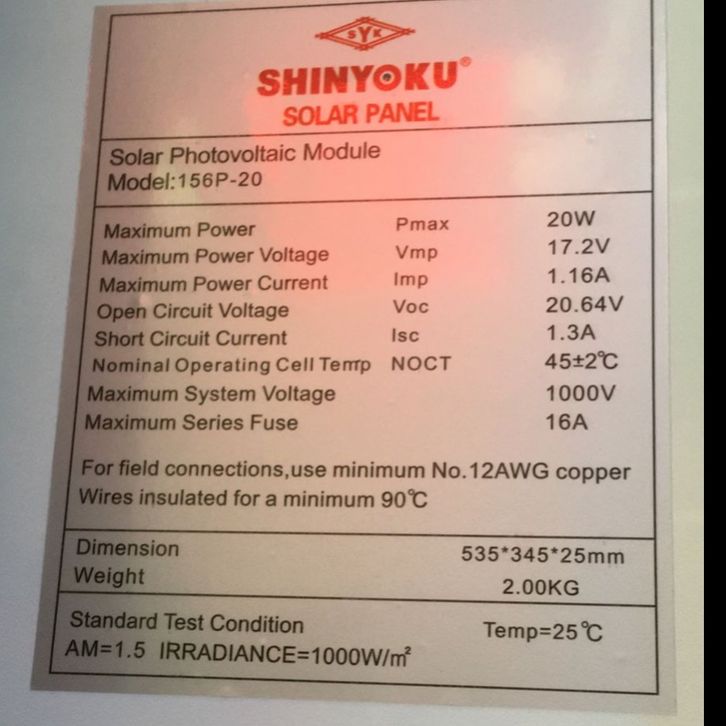 SYK
SHINYOKU®
SOLAR PANEL
Solar Photovoltaic Module
Model:156P-20
Maximum Power Pmax 20W
Maximum Power Voltage Vmp 17.2V
Maximum Power Current Imp 1.16A
Open Circuit Voltage Voc 20.64V
Short Circuit Current Isc 1.3A
Nominal Operating Cell Temp NOCT 45±2℃
Maximum System Voltage 1000V
Maximum Series Fuse 16A
For field connections,use minimum No.12AWG copper
Wires insulated for a minimum 90℃
Dimension 535*345*25mm
Weight 2.00KG
Standard Test Condition Temp=25℃
AM=1.5 IRRADIANCE=1000W/㎡